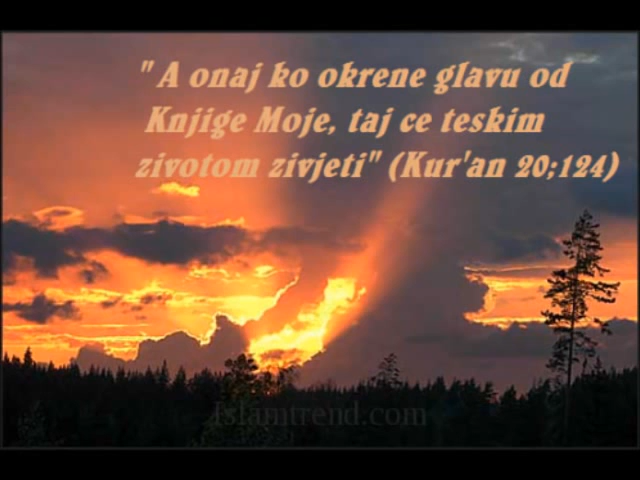 " A onaj ko okrene glavu od
Knjige Moje, taj ce teskim
zivotom zivjeti" (Kur'an 20;124)
Islamtrend.com